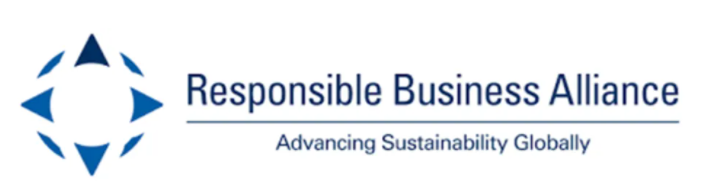 Responsible Business Alliance
Advancing Sustainability Globally